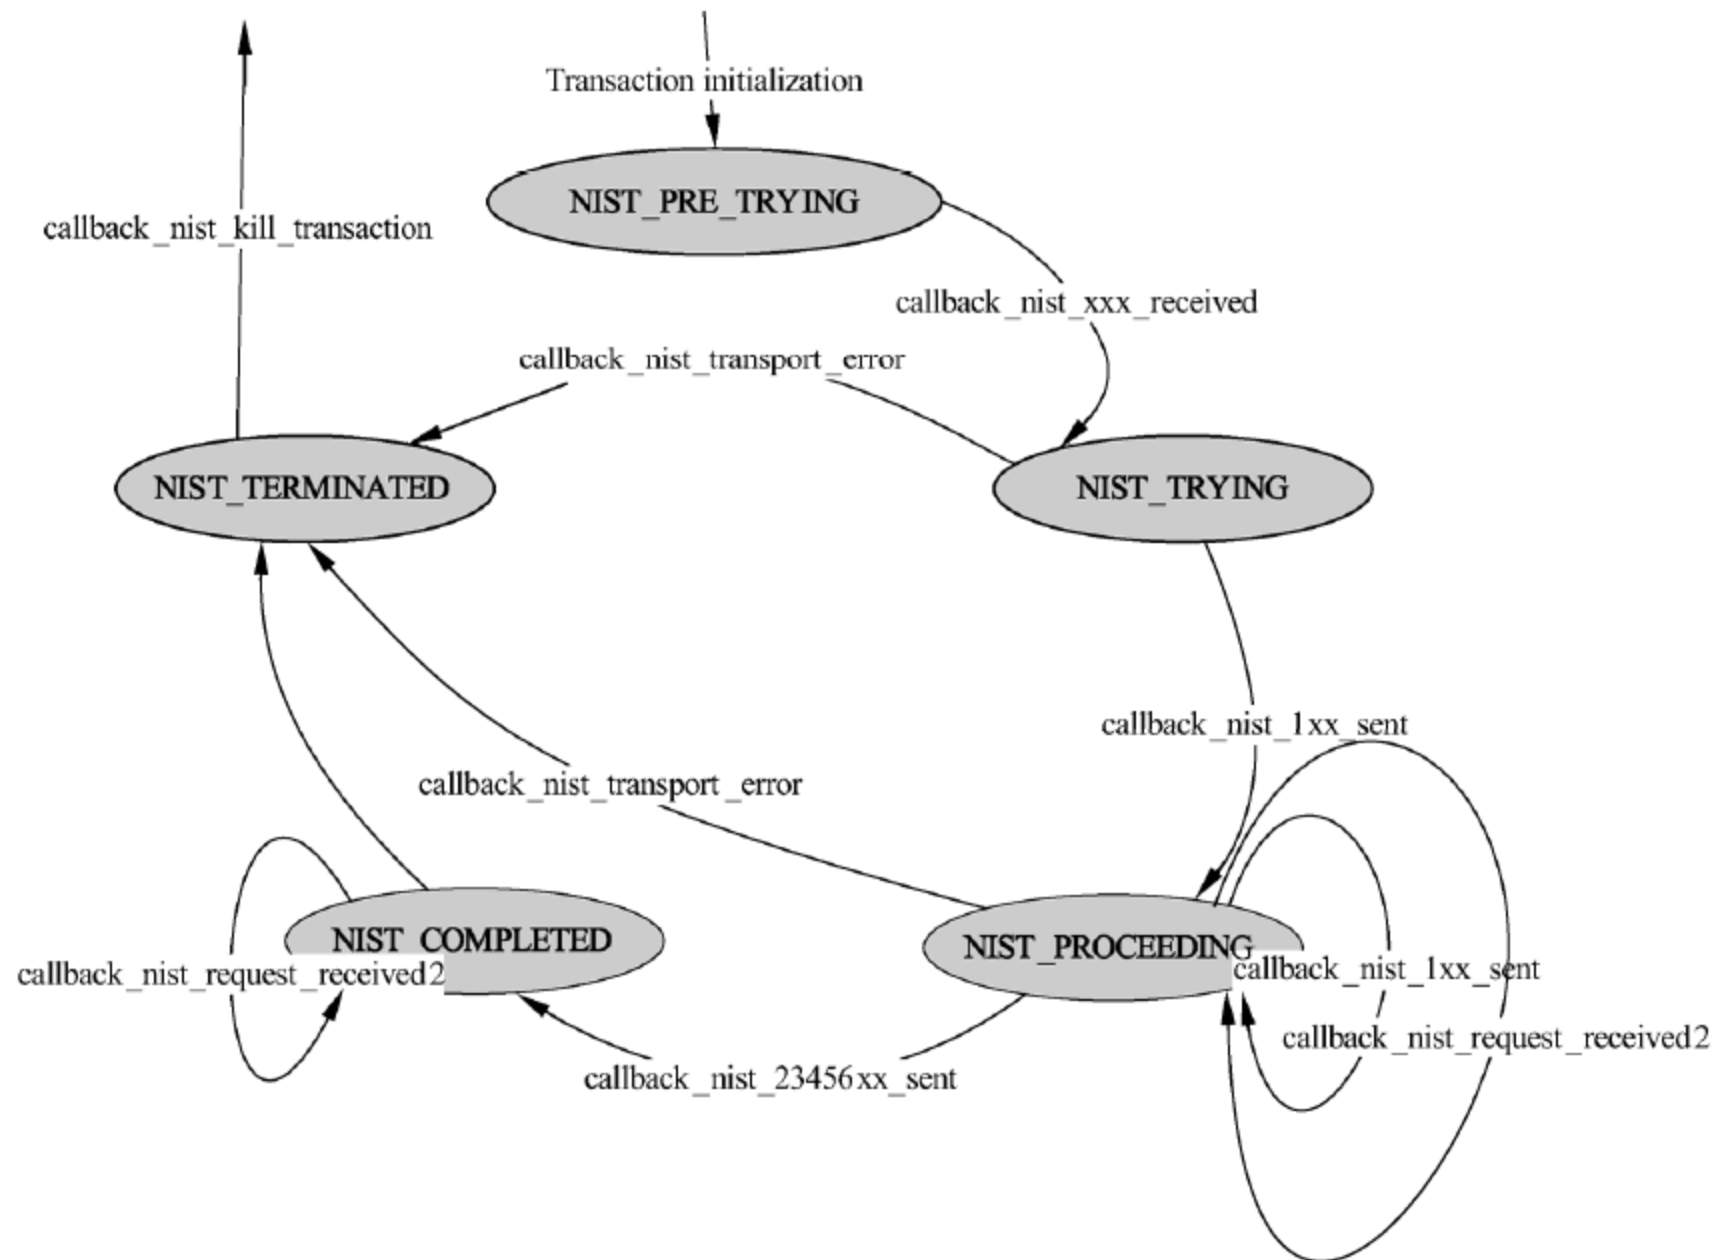 Transaction initialization
NIST_PRE_TRYING
callback_nist_kill_transaction
callback_nist_xxx_received
callback_nist_transport_error
NIST_TERMINATED
NIST_TRYING
callback_nist_1xx_sent
callback_nist_transport_error
NIST_COMPLETED
NIST_PROCEEDING
callback_nist_request_received2
callback_nist_1xx_sent
callback_nist_request_received2
callback_nist_23456xx_sent